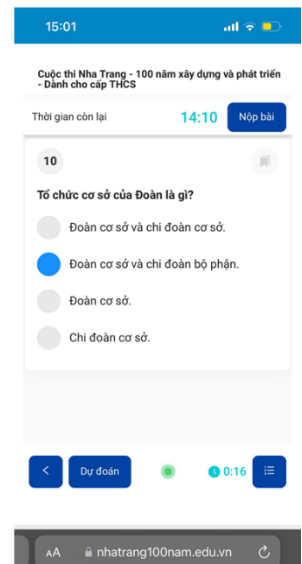 15:01
Cuộc thi Nha Trang - 100 năm xây dựng và phát triển
- Dành cho cấp THCS
Thời gian còn lại 14:10 Nộp bài
10
Tổ chức cơ sở của Đoàn là gì?
Đoàn cơ sở và chi đoàn cơ sở.
Đoàn cơ sở và chi đoàn bộ phận.
Đoàn cơ sở.
Chi đoàn cơ sở.
< Dự đoán 0:16
AA nhatrang100nam.edu.vn